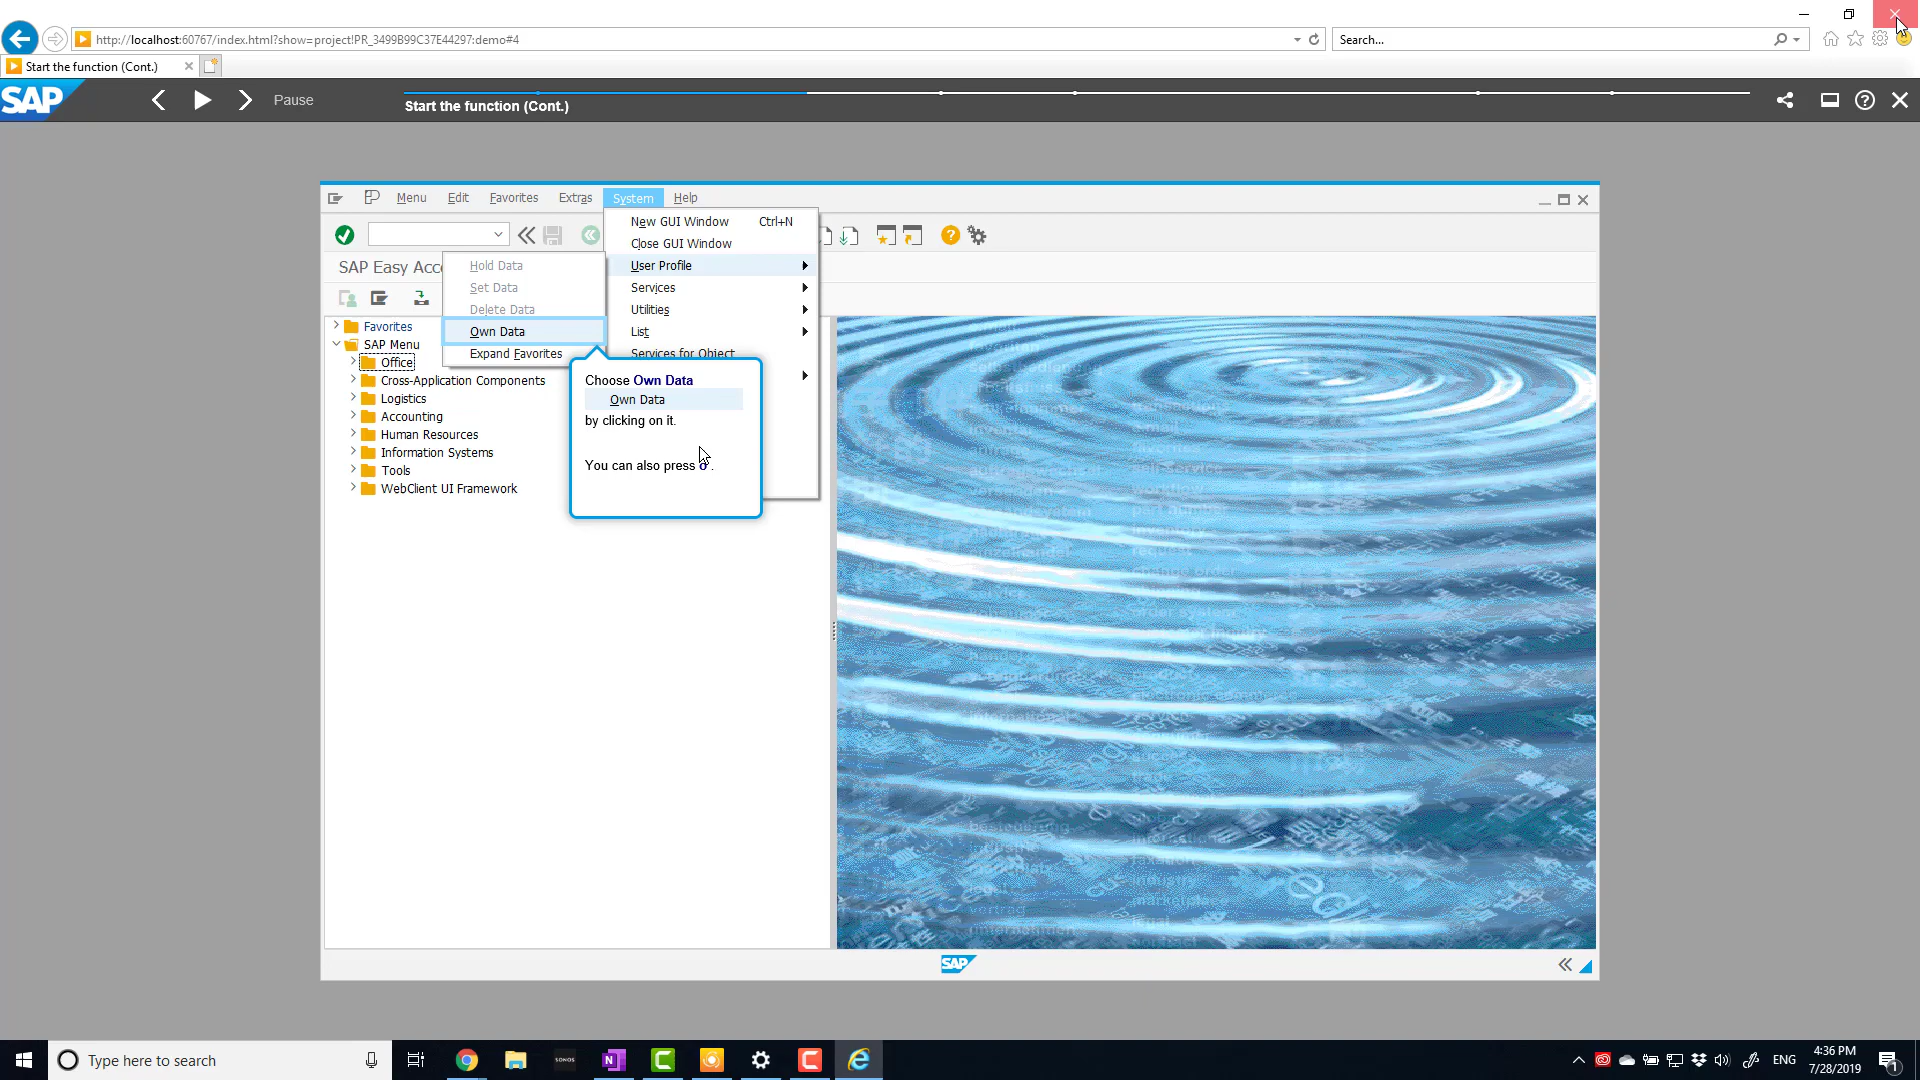 http://localhost:60767/index.html?show=project!PR_3499B99C37E44297:demo#4
Search...
Start the function (Cont.)
SAP
Pause
Start the function (Cont.)
Menu
Edit
Favorites
Extras
System
Help
New GUI Window Ctrl+N
Close GUI Window
SAP Easy Acc
Hold Data
User Profile
Set Data
Services
Delete Data
Utilities
Own Data
List
Expand Favorites
Services for Object
Favorites
SAP Menu
Office
Cross-Application Components
Logistics
Accounting
Human Resources
Information Systems
Tools
WebClient UI Framework
Choose Own Data
Own Data
by clicking on it.
You can also press o .
SAP
Type here to search
SONOS
ENG
4:36 PM
7/28/2019
1